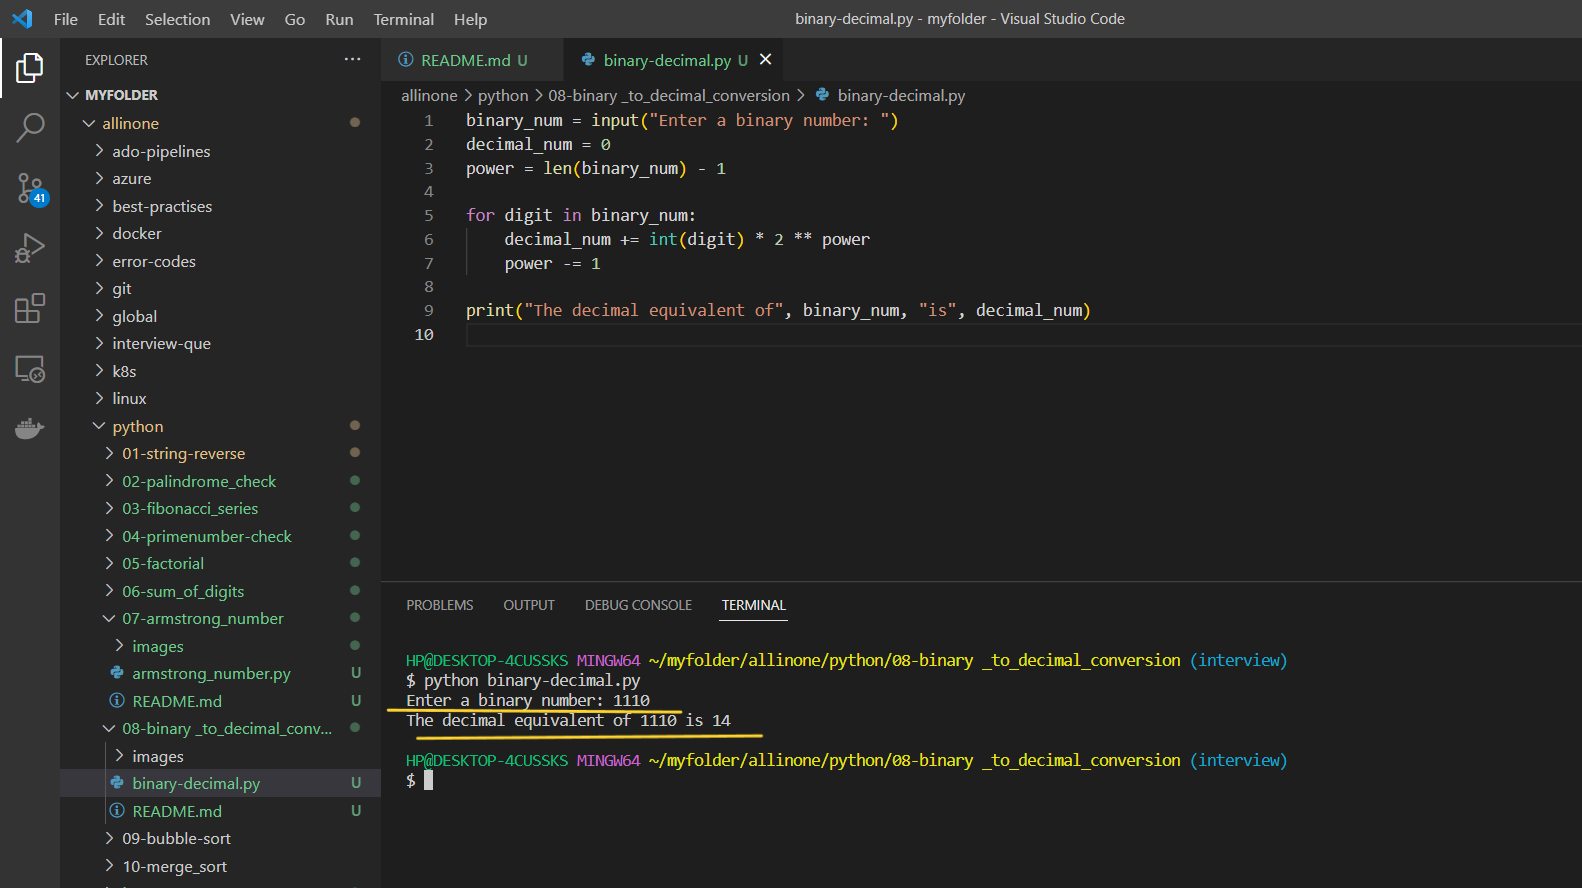 File Edit Selection View Go Run Terminal Help binary-decimal.py - myfolder - Visual Studio Code
EXPLORER ···
MYFOLDER
allinone
ado-pipelines
azure
best-practises
docker
error-codes
git
global
interview-que
k8s
linux
python
01-string-reverse
02-palindrome_check
03-fibonacci_series
04-primenumber-check
05-factorial
06-sum_of_digits
07-armstrong_number
images
armstrong_number.py U
README.md U
08-binary _to_decimal_conv...
images
binary-decimal.py U
README.md U
09-bubble-sort
10-merge_sort
41
README.md U
binary-decimal.py U
allinone > python > 08-binary _to_decimal_conversion > binary-decimal.py
1 binary_num = input("Enter a binary number: ")
2 decimal_num = 0
3 power = len(binary_num) - 1
4
5 for digit in binary_num:
6     decimal_num += int(digit) * 2 ** power
7     power -= 1
8
9 print("The decimal equivalent of", binary_num, "is", decimal_num)
10
PROBLEMS OUTPUT DEBUG CONSOLE TERMINAL
HP@DESKTOP-4CUSSKS MINGW64 ~/myfolder/allinone/python/08-binary _to_decimal_conversion (interview)
$ python binary-decimal.py
Enter a binary number: 1110
The decimal equivalent of 1110 is 14
HP@DESKTOP-4CUSSKS MINGW64 ~/myfolder/allinone/python/08-binary _to_decimal_conversion (interview)
$